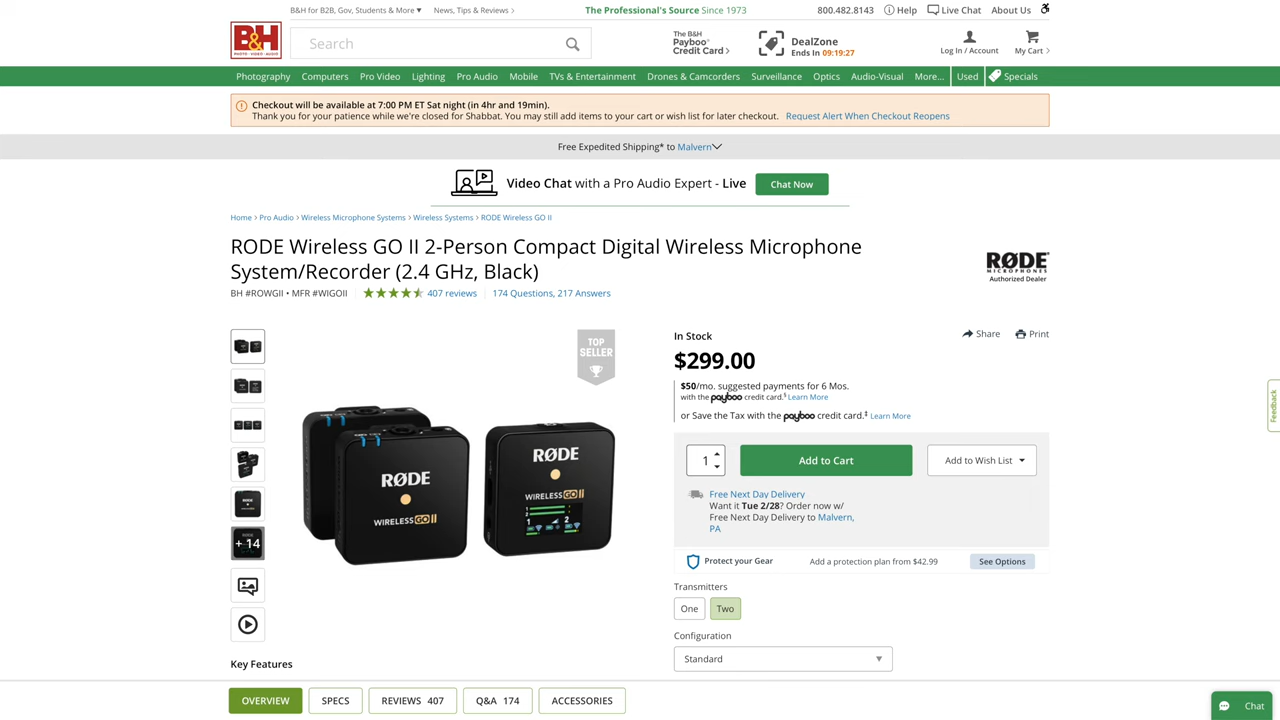 B&H for B2B, Gov, Students & More
News, Tips & Reviews
The Professional's Source Since 1973
800.482.8143
Help
Live Chat
About Us
B&H
PHOTO · VIDEO · AUDIO
Search
The B&H
Payboo
Credit Card
DealZone
Ends In 09:19:27
Log In / Account
My Cart
Photography
Computers
Pro Video
Lighting
Pro Audio
Mobile
TVs & Entertainment
Drones & Camcorders
Surveillance
Optics
Audio-Visual
More...
Used
Specials
Checkout will be available at 7:00 PM ET Sat night (in 4hr and 19min).
Thank you for your patience while we're closed for Shabbat. You may still add items to your cart or wish list for later checkout. Request Alert When Checkout Reopens
Free Expedited Shipping* to Malvern
Video Chat with a Pro Audio Expert - Live
Chat Now
Home > Pro Audio > Wireless Microphone Systems > Wireless Systems > RODE Wireless GO II
RODE Wireless GO II 2-Person Compact Digital Wireless Microphone
System/Recorder (2.4 GHz, Black)
RØDE
MICROPHONES
Authorized Dealer
BH #ROWGII • MFR #WIGOII
407 reviews
174 Questions, 217 Answers
TOP
SELLER
RØDE
WIRELESS GO II
RØDE
WIRELESS GO II
1
2
1
2
+ 14
In Stock
Share
Print
$299.00
$50/mo. suggested payments for 6 Mos.
with the payboo credit card.§ Learn More
or Save the Tax with the payboo credit card.‡ Learn More
1
Add to Cart
Add to Wish List
Free Next Day Delivery
Want it Tue 2/28? Order now w/
Free Next Day Delivery to Malvern,
PA
Protect your Gear
Add a protection plan from $42.99
See Options
Transmitters
One
Two
Configuration
Standard
Key Features
OVERVIEW
SPECS
REVIEWS 407
Q&A 174
ACCESSORIES
Feedback
Chat